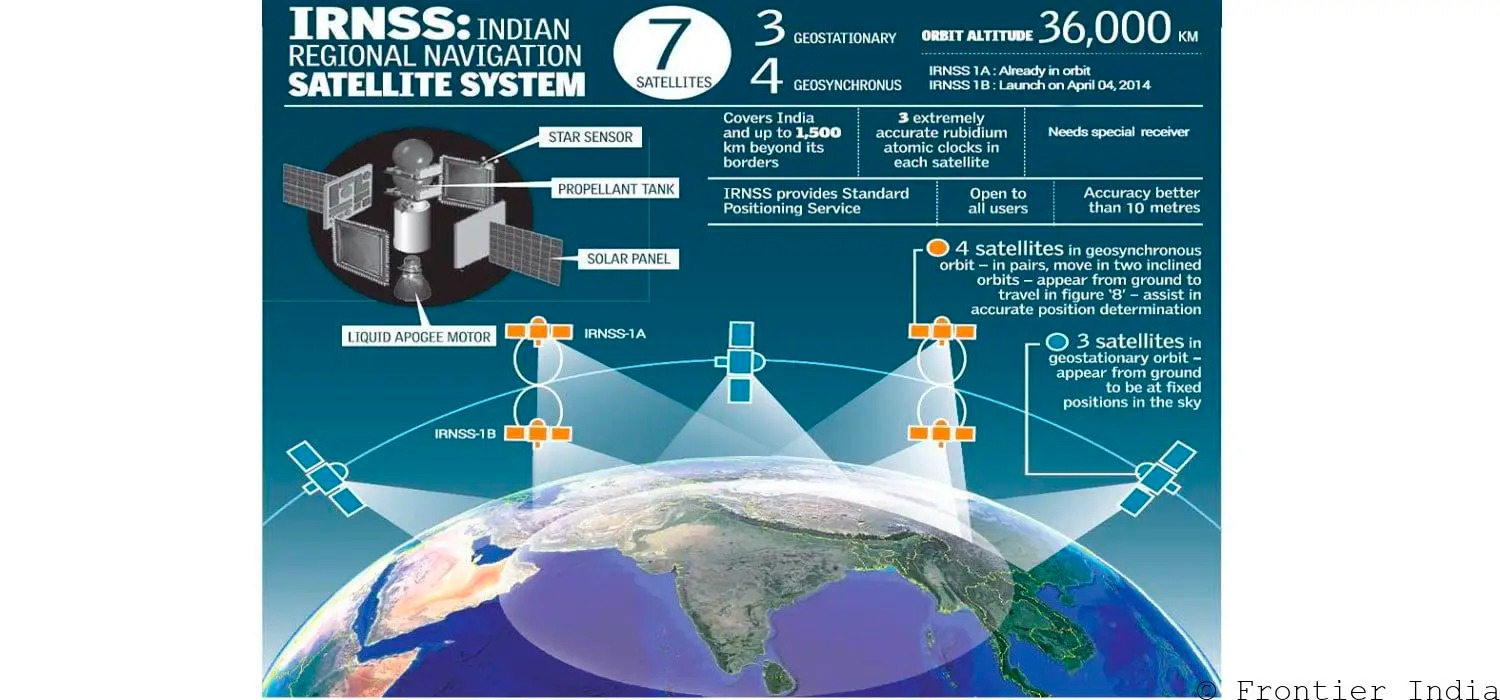 IRNSS: INDIAN
REGIONAL NAVIGATION
SATELLITE SYSTEM
7
SATELLITES
3 GEOSTATIONARY
4 GEOSYNCHRONUS
ORBIT ALTITUDE 36,000 KM
IRNSS 1A : Already in orbit
IRNSS 1B : Launch on April 04, 2014
Covers India
and up to 1,500
km beyond its
borders
3 extremely
accurate rubidium
atomic clocks in
each satellite
Needs special receiver
IRNSS provides Standard
Positioning Service
Open to
all users
Accuracy better
than 10 metres
STAR SENSOR
PROPELLANT TANK
SOLAR PANEL
LIQUID APOGEE MOTOR
4 satellites in geosynchronous
orbit – in pairs, move in two inclined
orbits – appear from ground to
travel in figure ‘8’ – assist in
accurate position determination
3 satellites in
geostationary orbit –
appear from ground
to be at fixed
positions in the sky
IRNSS-1A
IRNSS-1B
© Frontier India